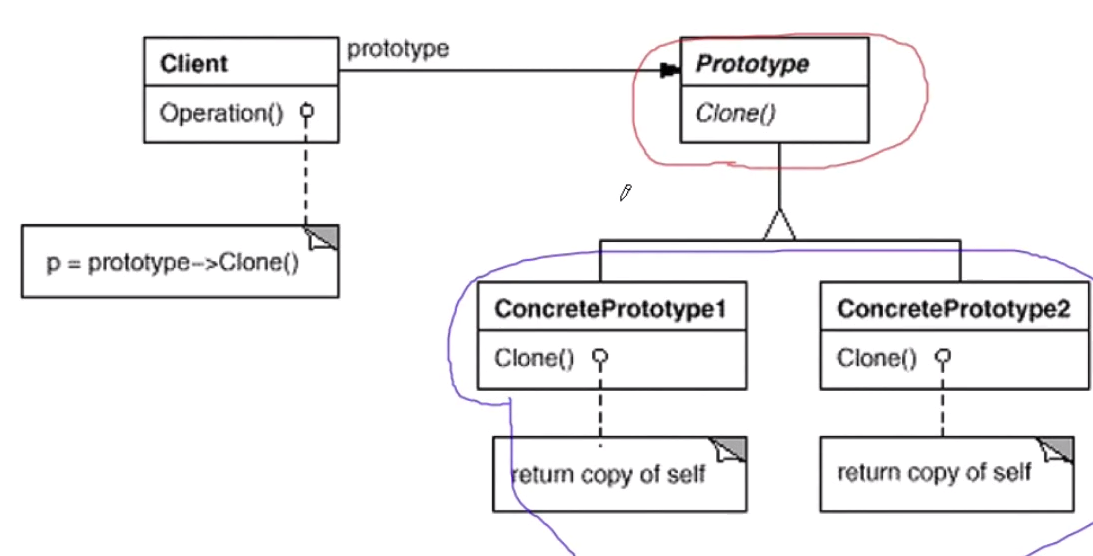 Client
prototype
Prototype
Operation()
Clone()
p = prototype->Clone()
ConcretePrototype1
ConcretePrototype2
Clone()
Clone()
return copy of self
return copy of self